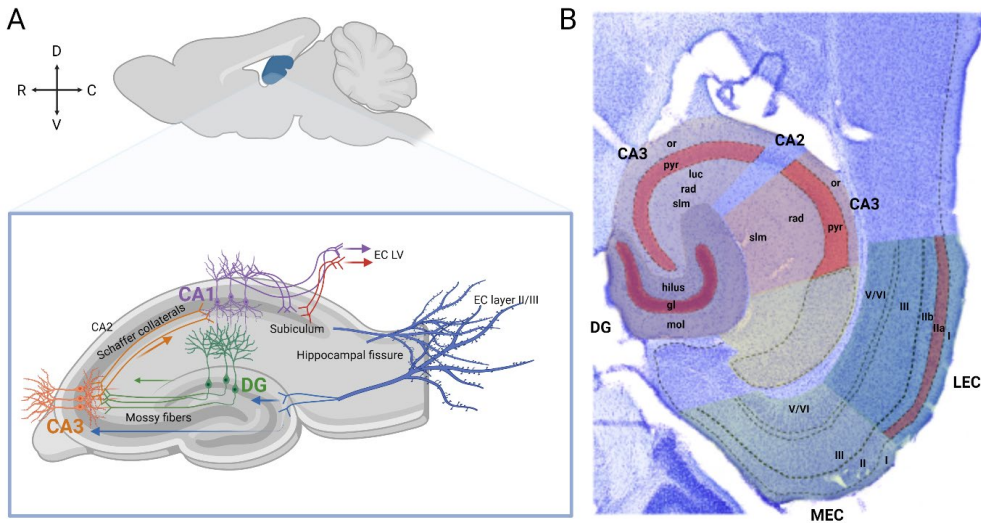 A
D
R
C
V
EC LV
CA1
EC layer II/III
CA2
Schaffer collaterals
Subiculum
Hippocampal fissure
DG
Mossy fibers
CA3
B
CA2
CA3
or
pyr
luc
rad
slm
or
CA3
rad
pyr
slm
hilus
gl
mol
DG
V/VI
III
IIb
IIa
I
LEC
V/VI
III
II
I
MEC